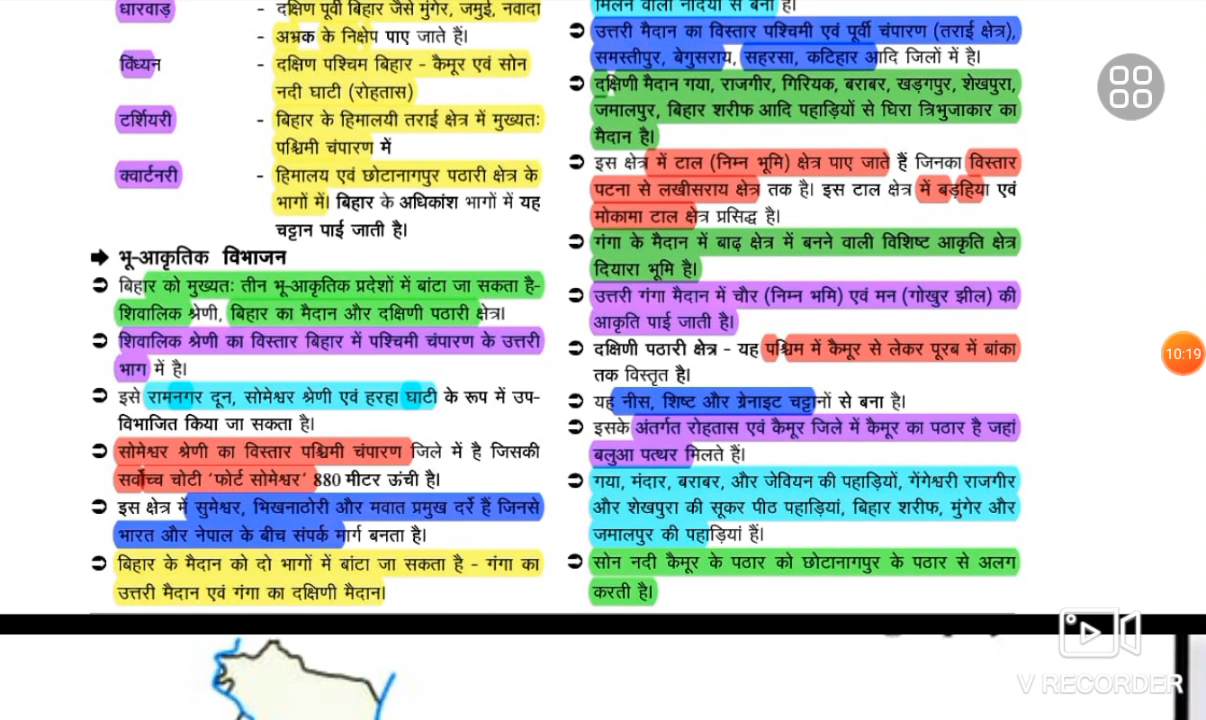 धारवाड़ - दक्षिण पूर्वी बिहार जैसे मुंगेर, जमुई, नवादा
- अभ्रक के निक्षेप पाए जाते हैं।
विंध्यन - दक्षिण पश्चिम बिहार - कैमूर एवं सोन
नदी घाटी (रोहतास)
टर्शियरी - बिहार के हिमालयी तराई क्षेत्र में मुख्यतः
पश्चिमी चंपारण में
क्वार्टनरी - हिमालय एवं छोटानागपुर पठारी क्षेत्र के
भागों में। बिहार के अधिकांश भागों में यह
चट्टान पाई जाती है।
भू-आकृतिक विभाजन
बिहार को मुख्यतः तीन भू-आकृतिक प्रदेशों में बांटा जा सकता है-
शिवालिक श्रेणी, बिहार का मैदान और दक्षिणी पठारी क्षेत्र।
शिवालिक श्रेणी का विस्तार बिहार में पश्चिमी चंपारण के उत्तरी
भाग में है।
इसे रामनगर दून, सोमेश्वर श्रेणी एवं हरहा घाटी के रूप में उप-
विभाजित किया जा सकता है।
सोमेश्वर श्रेणी का विस्तार पश्चिमी चंपारण जिले में है जिसकी
सर्वोच्च चोटी ‘फोर्ट सोमेश्वर’ 880 मीटर ऊंची है।
इस क्षेत्र में सुमेश्वर, भिखनाठोरी और मवात प्रमुख दर्रे हैं जिनसे
भारत और नेपाल के बीच संपर्क मार्ग बनता है।
बिहार के मैदान को दो भागों में बांटा जा सकता है - गंगा का
उत्तरी मैदान एवं गंगा का दक्षिणी मैदान।
मिलने वाली नदियों से बना है।
उत्तरी मैदान का विस्तार पश्चिमी एवं पूर्वी चंपारण (तराई क्षेत्र),
समस्तीपुर, बेगुसराय, सहरसा, कटिहार आदि जिलों में है।
दक्षिणी मैदान गया, राजगीर, गिरियक, बराबर, खड़गपुर, शेखपुरा,
जमालपुर, बिहार शरीफ आदि पहाड़ियों से घिरा त्रिभुजाकार का
मैदान है।
इस क्षेत्र में टाल (निम्न भूमि) क्षेत्र पाए जाते हैं जिनका विस्तार
पटना से लखीसराय क्षेत्र तक है। इस टाल क्षेत्र में बड़हिया एवं
मोकामा टाल क्षेत्र प्रसिद्ध है।
गंगा के मैदान में बाढ़ क्षेत्र में बनने वाली विशिष्ट आकृति क्षेत्र
दियारा भूमि है।
उत्तरी गंगा मैदान में चौर (निम्न भमि) एवं मन (गोखुर झील) की
आकृति पाई जाती है।
दक्षिणी पठारी क्षेत्र - यह पश्चिम में कैमूर से लेकर पूरब में बांका
तक विस्तृत है।
यह नीस, शिष्ट और ग्रेनाइट चट्टानों से बना है।
इसके अंतर्गत रोहतास एवं कैमूर जिले में कैमूर का पठार है जहां
बलुआ पत्थर मिलते हैं।
गया, मंदार, बराबर, और जेवियन की पहाड़ियों, गेंगेश्वरी राजगीर
और शेखपुरा की सूकर पीठ पहाड़ियां, बिहार शरीफ, मुंगेर और
जमालपुर की पहाड़ियां हैं।
सोन नदी कैमूर के पठार को छोटानागपुर के पठार से अलग
करती है।
10:19
V RECORDER